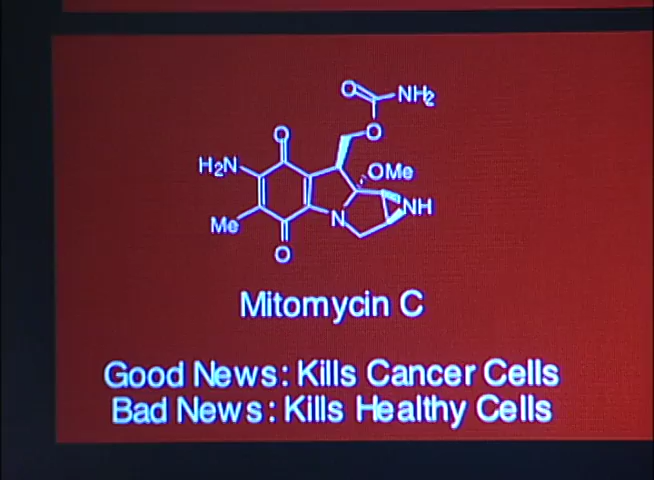 O NH2
O
O
H2N OMe
NH
Me N
O
Mitomycin C
Good News: Kills Cancer Cells
Bad News: Kills Healthy Cells